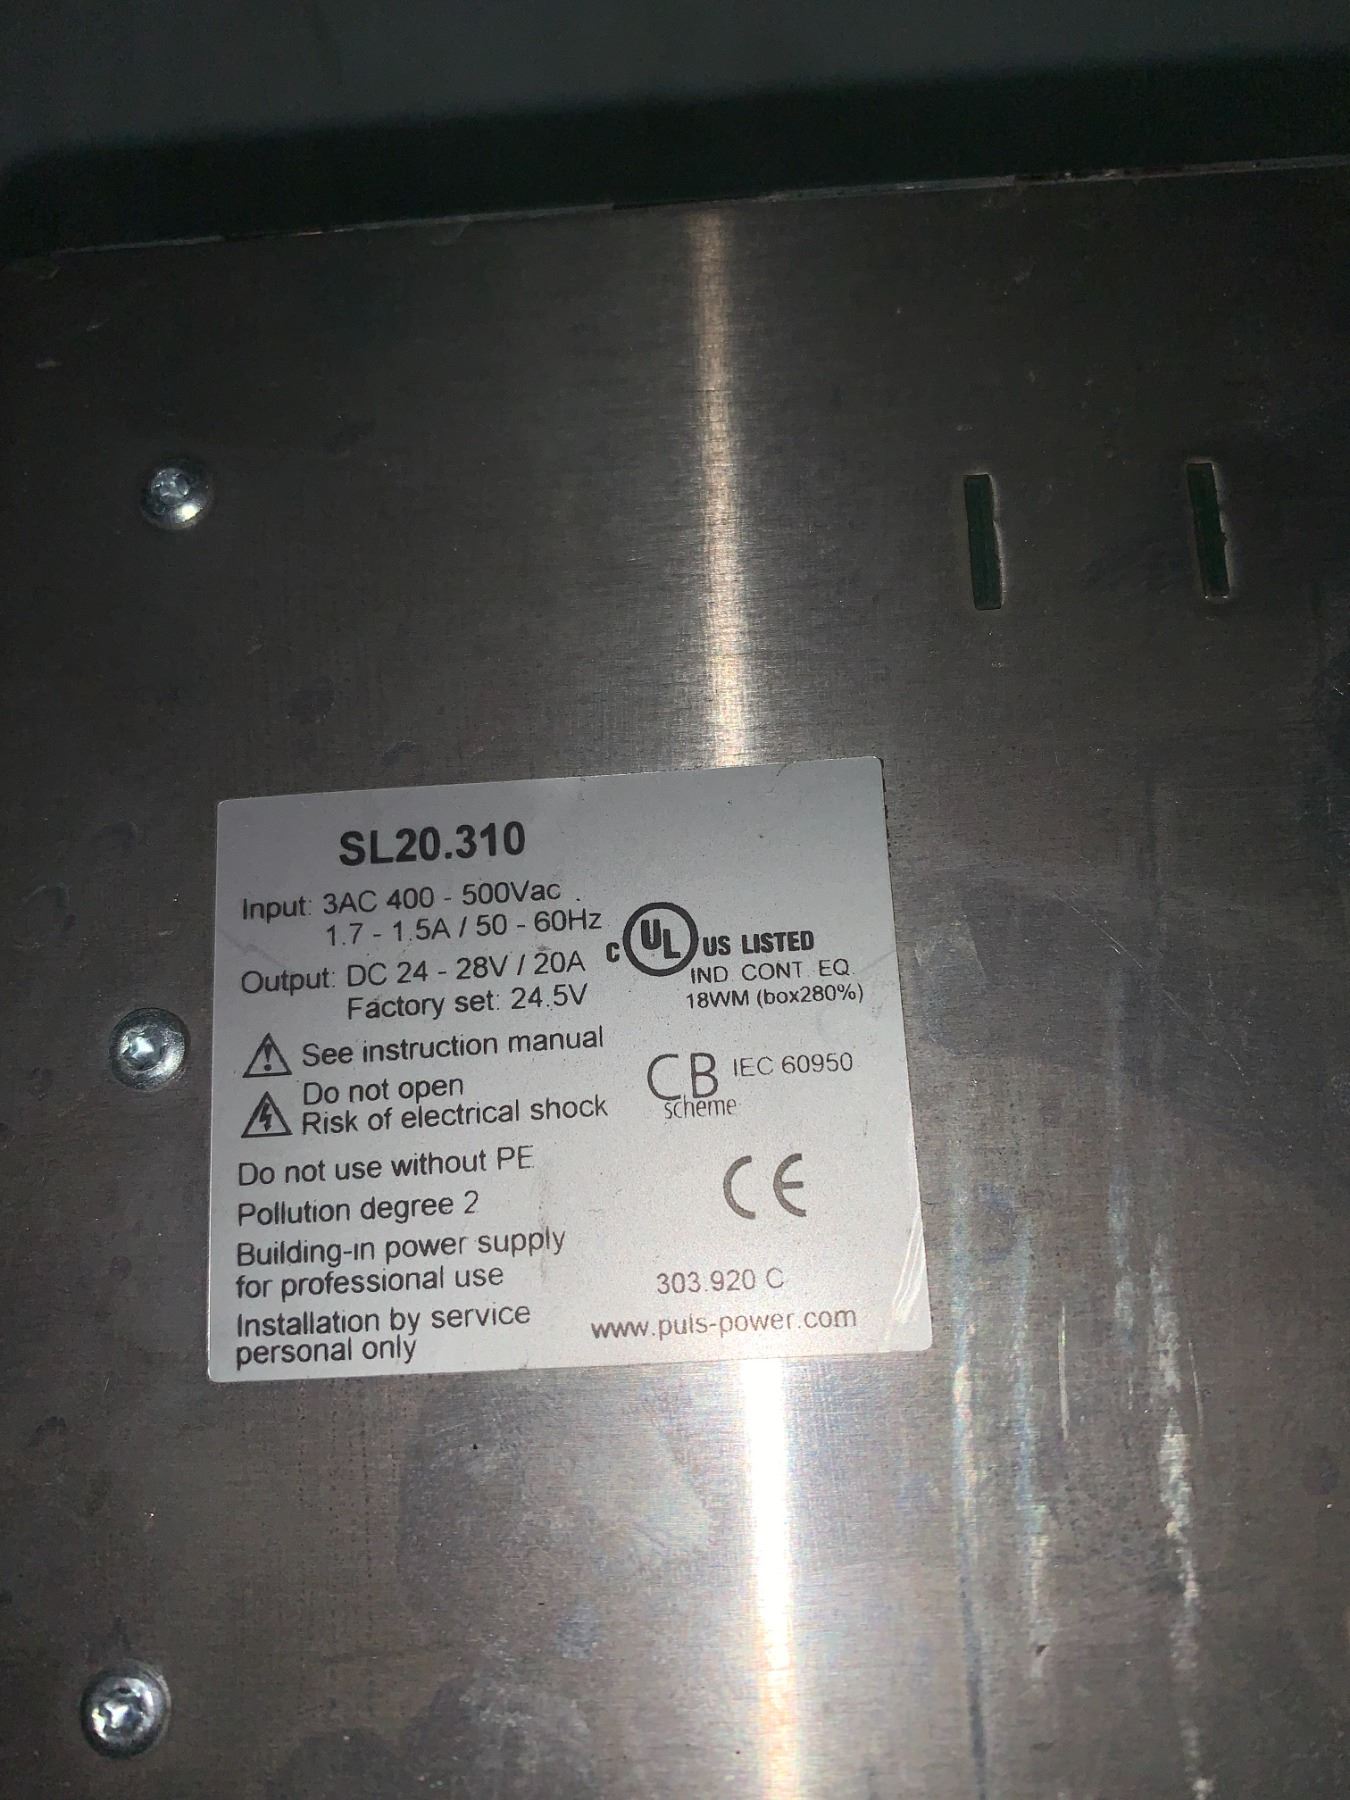 SL20.310
Input: 3AC 400 - 500Vac
1.7 - 1.5A / 50 - 60Hz
Output: DC 24 - 28V / 20A
Factory set: 24.5V
C UL US LISTED
IND. CONT. EQ.
18WM (box280%)
See instruction manual
Do not open
Risk of electrical shock
CB IEC 60950
scheme
Do not use without PE
Pollution degree 2
CE
Building-in power supply
for professional use
303.920 C
Installation by service
personal only
www.puls-power.com